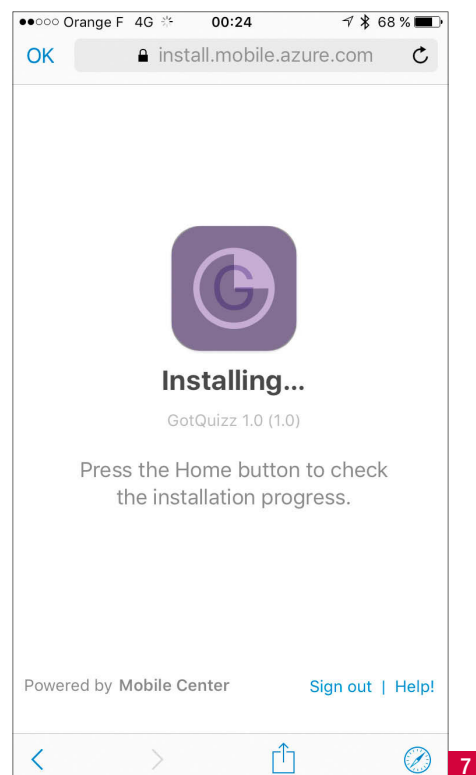 Orange F 4G 00:24 68 %
OK install.mobile.azure.com
G
Installing...
GotQuizz 1.0 (1.0)
Press the Home button to check
the installation progress.
Powered by Mobile Center Sign out | Help!
7